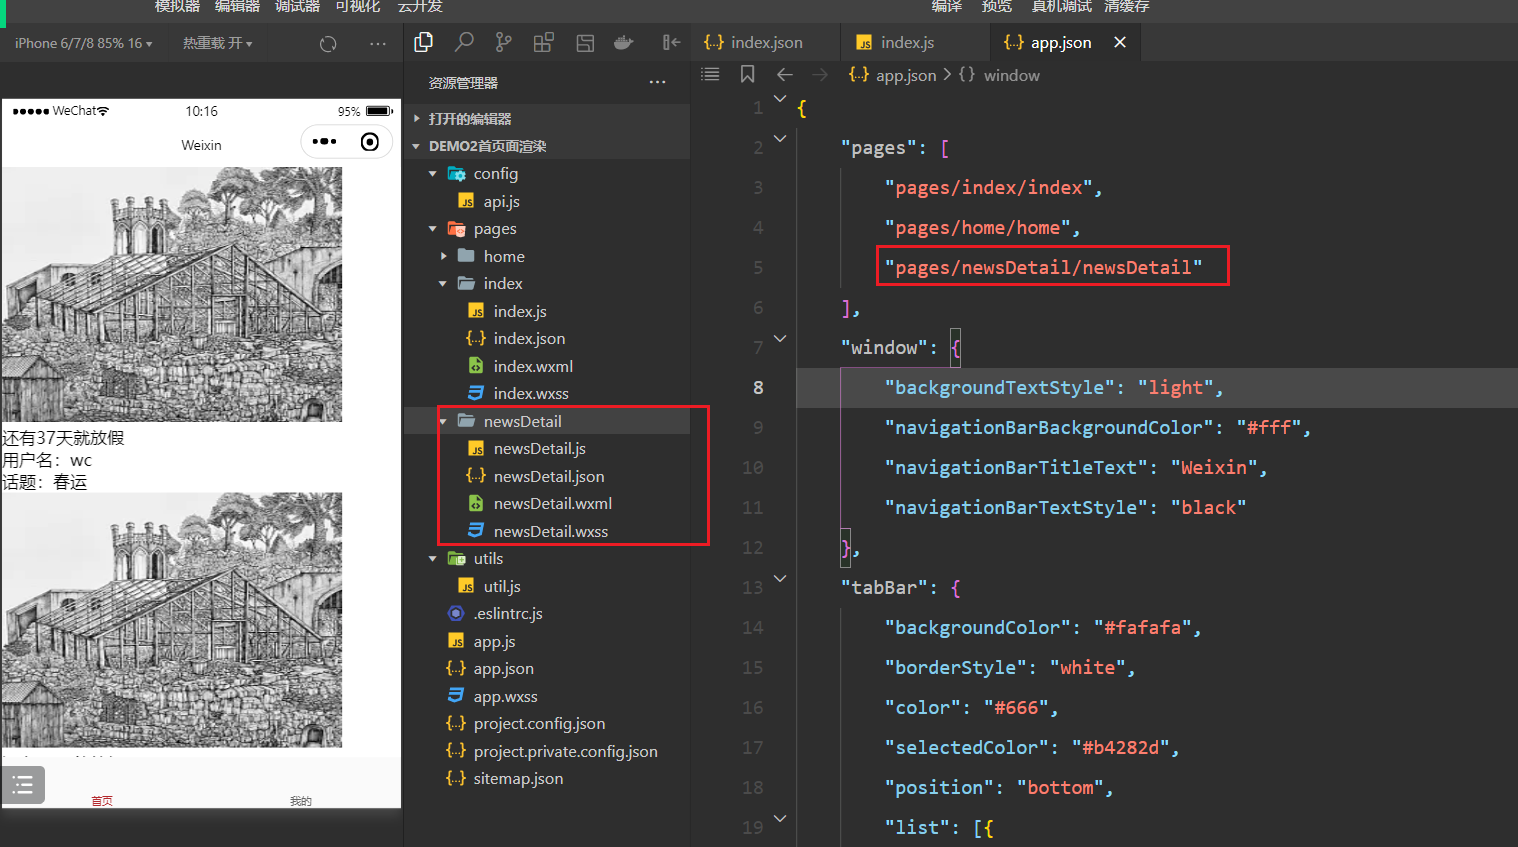 模拟器 编辑器 调试器 可视化 云开发
编译 预览 真机调试 清缓存
iPhone 6/7/8 85% 16
热重载 开
WeChat
10:16
95%
Weixin
还有37天就放假
用户名：wc
话题：春运
首页
我的
资源管理器
打开的编辑器
DEMO2首页面渲染
config
JS api.js
pages
home
index
JS index.js
{..} index.json
index.wxml
index.wxss
newsDetail
JS newsDetail.js
{..} newsDetail.json
newsDetail.wxml
newsDetail.wxss
utils
JS util.js
.eslintrc.js
JS app.js
{..} app.json
app.wxss
{..} project.config.json
{..} project.private.config.json
{..} sitemap.json
{..} index.json
JS index.js
{..} app.json
{..} app.json > {} window
1 {
2 "pages": [
3 "pages/index/index",
4 "pages/home/home",
5 "pages/newsDetail/newsDetail"
6 ],
7 "window": {
8 "backgroundTextStyle": "light",
9 "navigationBarBackgroundColor": "#fff",
10 "navigationBarTitleText": "Weixin",
11 "navigationBarTextStyle": "black"
12 },
13 "tabBar": {
14 "backgroundColor": "#fafafa",
15 "borderStyle": "white",
16 "color": "#666",
17 "selectedColor": "#b4282d",
18 "position": "bottom",
19 "list": [{